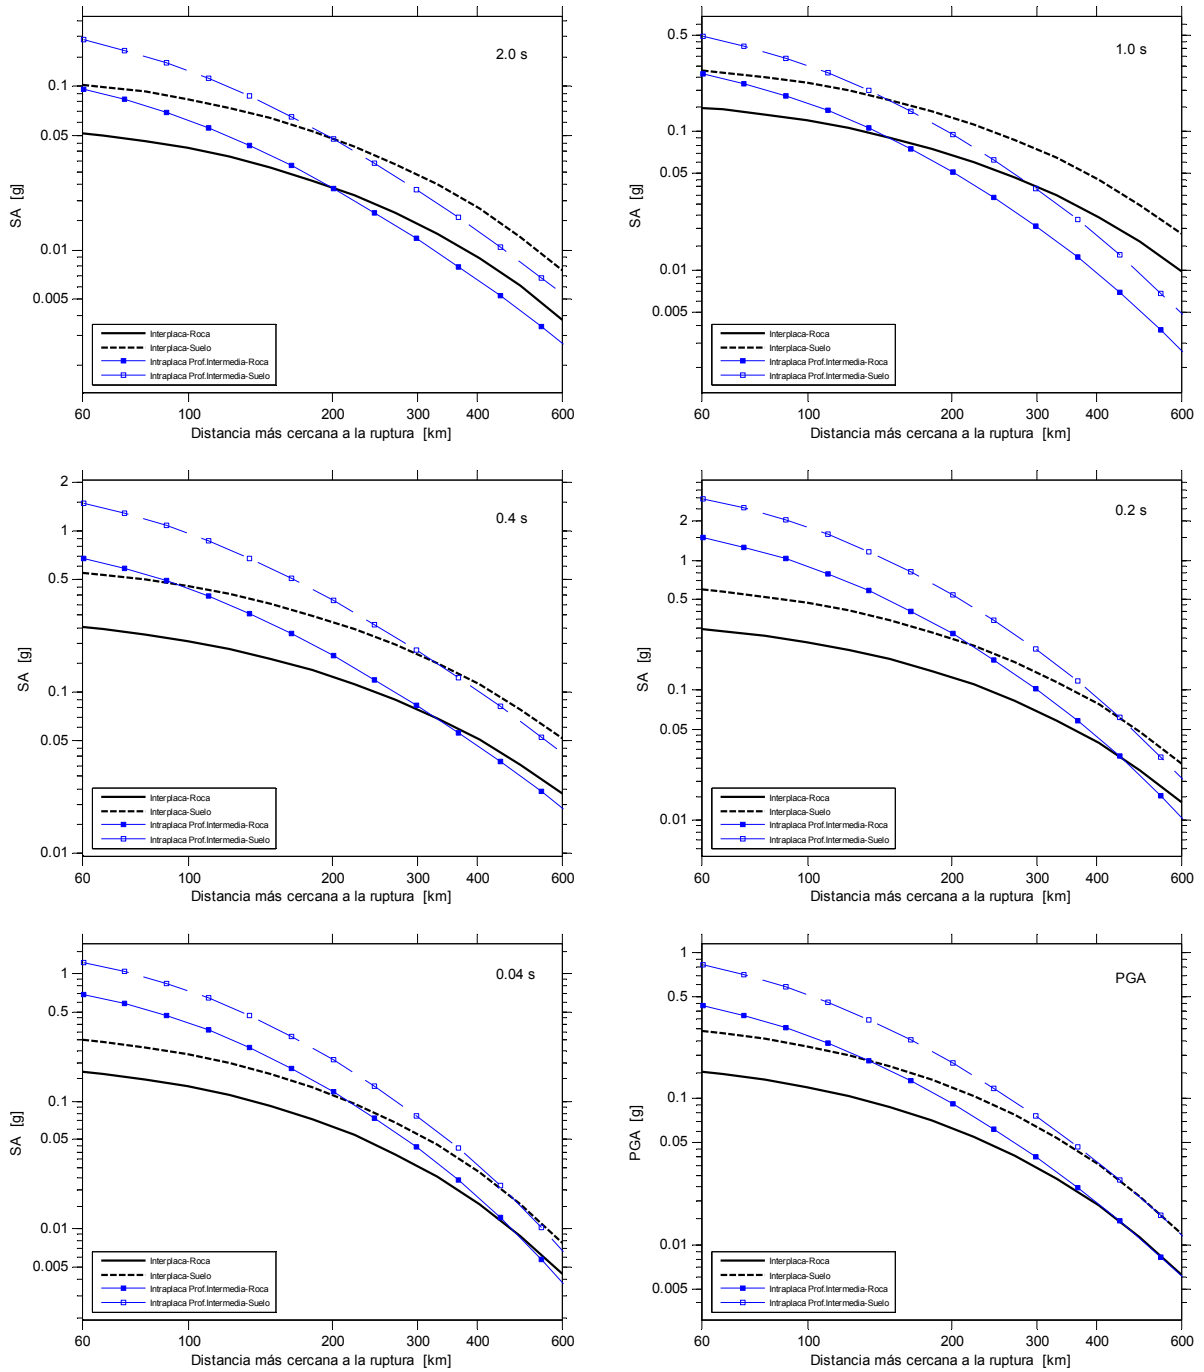 2.0 s
0.1
0.05
0.01
0.005
SA [g]
Interplaca-Roca
Interplaca-Suelo
Intraplaca Prof.Intermedia-Roca
Intraplaca Prof.Intermedia-Suelo
60 100 200 300 400 600
Distancia más cercana a la ruptura [km]
1.0 s
0.5
0.1
0.05
0.01
0.005
SA [g]
Interplaca-Roca
Interplaca-Suelo
Intraplaca Prof.Intermedia-Roca
Intraplaca Prof.Intermedia-Suelo
60 100 200 300 400 600
Distancia más cercana a la ruptura [km]
0.4 s
2
1
0.5
0.1
0.05
0.01
SA [g]
Interplaca-Roca
Interplaca-Suelo
Intraplaca Prof.Intermedia-Roca
Intraplaca Prof.Intermedia-Suelo
60 100 200 300 400 600
Distancia más cercana a la ruptura [km]
0.2 s
2
1
0.5
0.1
0.05
0.01
SA [g]
Interplaca-Roca
Interplaca-Suelo
Intraplaca Prof.Intermedia-Roca
Intraplaca Prof.Intermedia-Suelo
60 100 200 300 400 600
Distancia más cercana a la ruptura [km]
0.04 s
1
0.5
0.1
0.05
0.01
0.005
SA [g]
Interplaca-Roca
Interplaca-Suelo
Intraplaca Prof.Intermedia-Roca
Intraplaca Prof.Intermedia-Suelo
60 100 200 300 400 600
Distancia más cercana a la ruptura [km]
PGA
1
0.5
0.1
0.05
0.01
0.005
PGA [g]
Interplaca-Roca
Interplaca-Suelo
Intraplaca Prof.Intermedia-Roca
Intraplaca Prof.Intermedia-Suelo
60 100 200 300 400 600
Distancia más cercana a la ruptura [km]